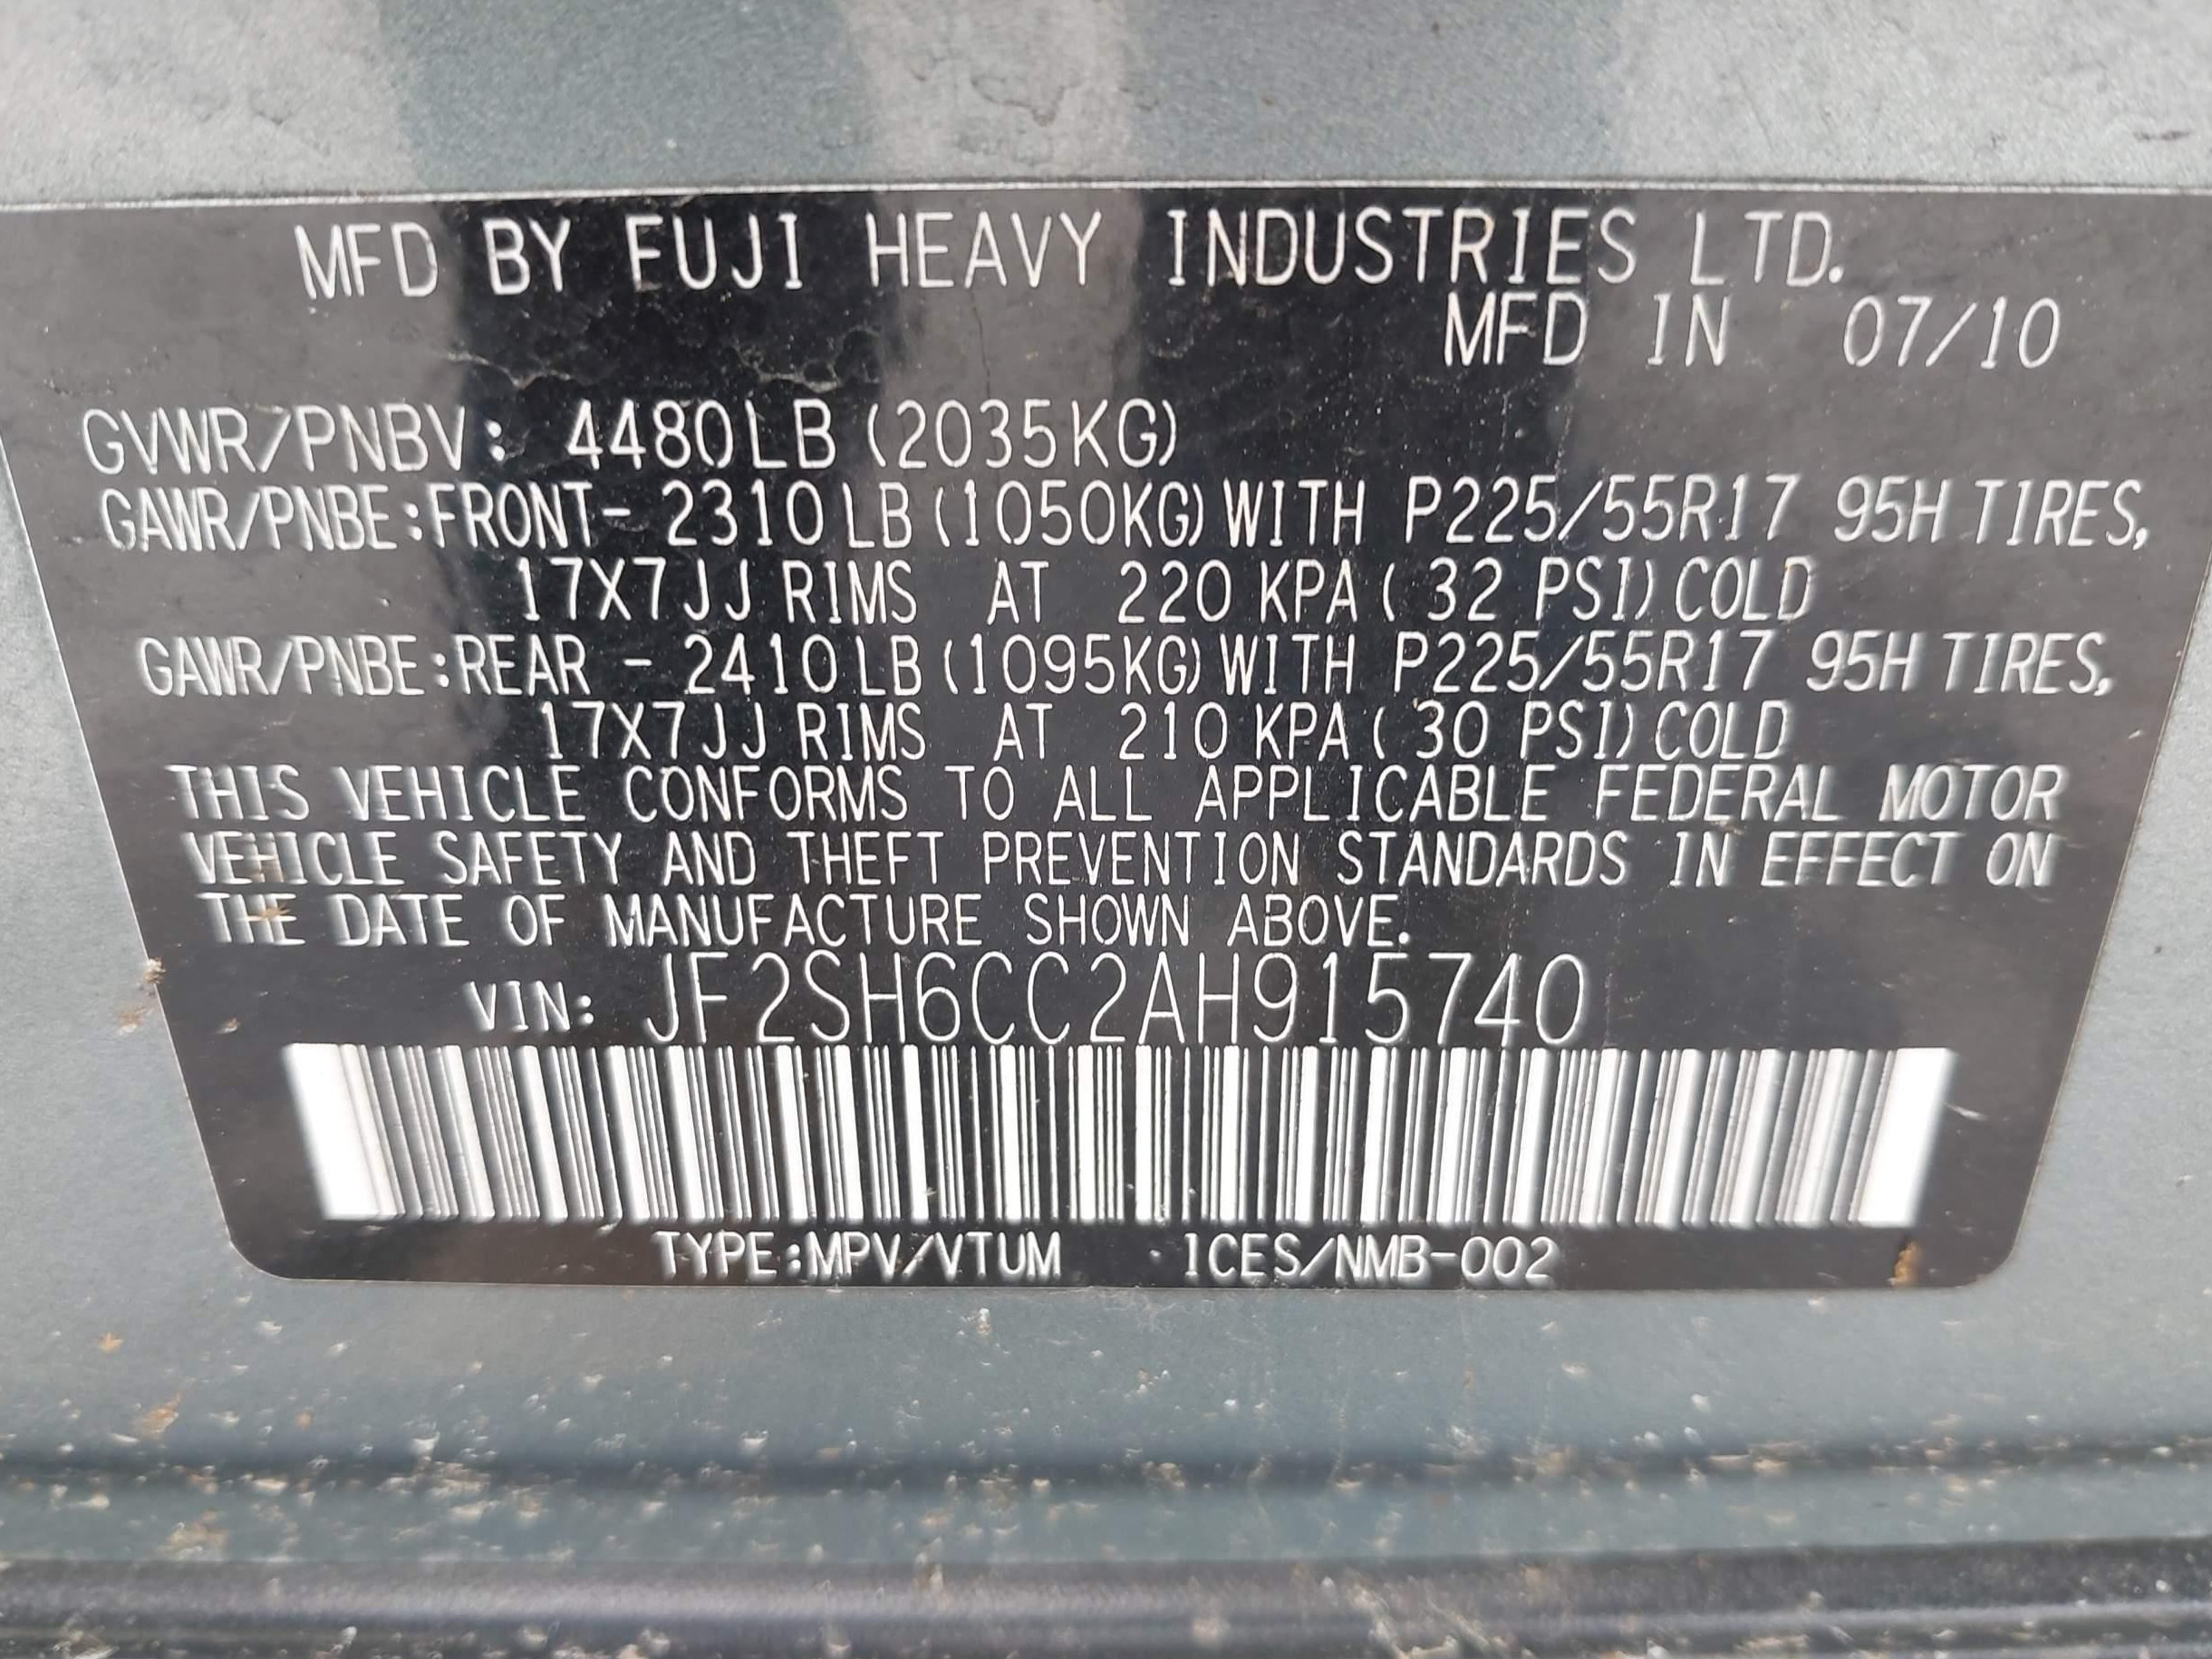 MFD BY FUJI HEAVY INDUSTRIES LTD.
MFD IN 07/10
GVWR/PNBV: 4480LB (2035KG)
GAWR/PNBE:FRONT- 2310LB (1050KG) WITH P225/55R17 95H TIRES,
17X7JJ RIMS AT 220 KPA ( 32 PSI) COLD
GAWR/PNBE:REAR - 2410LB (1095KG) WITH P225/55R17 95H TIRES,
17X7JJ RIMS AT 210 KPA ( 30 PSI) COLD
THIS VEHICLE CONFORMS TO ALL APPLICABLE FEDERAL MOTOR
VEHICLE SAFETY AND THEFT PREVENTION STANDARDS IN EFFECT ON
THE DATE OF MANUFACTURE SHOWN ABOVE.
VIN: JF2SH6CC2AH915740
TYPE:MPV/VTUM · ICES/NMB-002